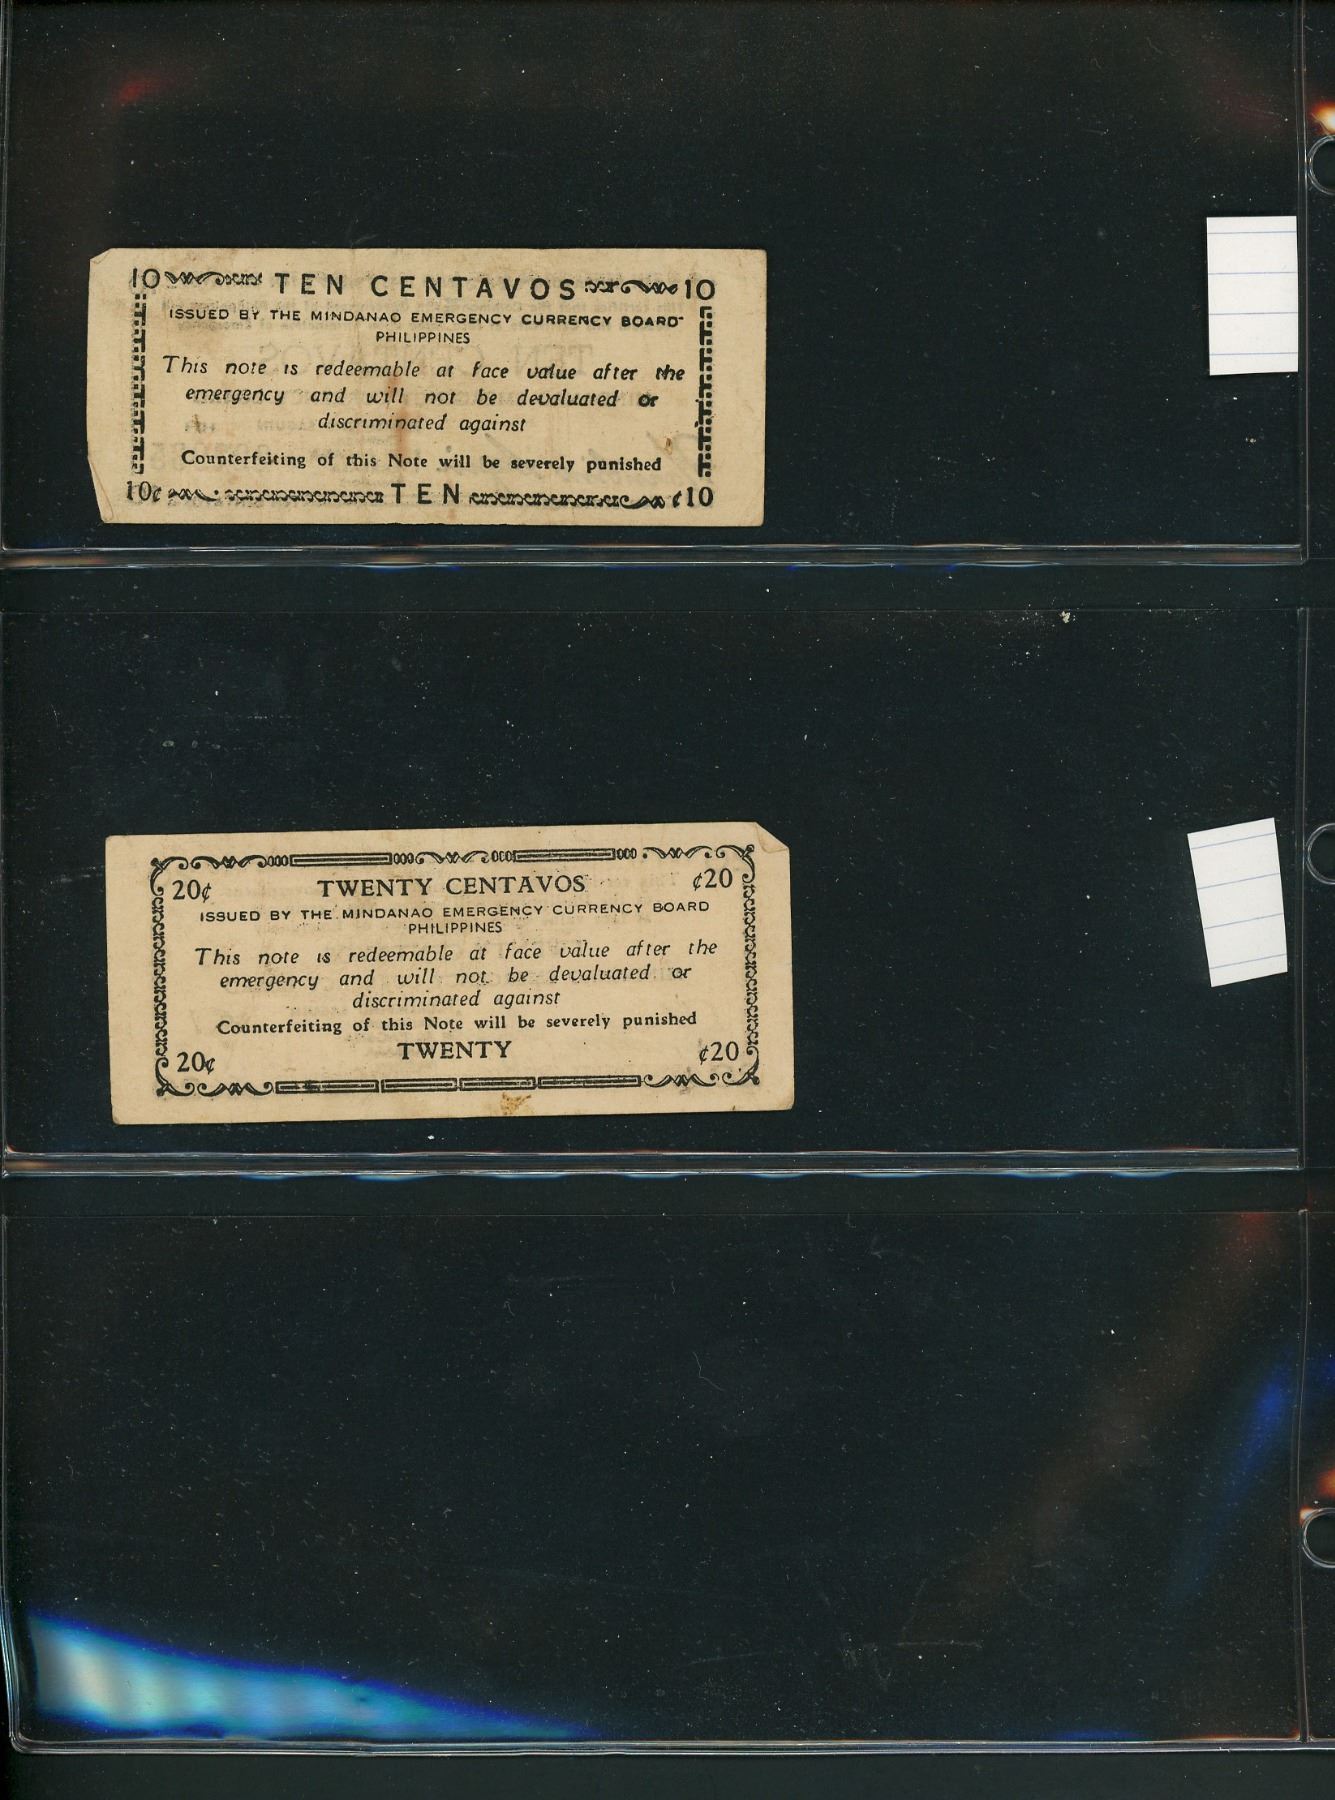 10 TEN CENTAVOS 10
ISSUED BY THE MINDANAO EMERGENCY CURRENCY BOARD
PHILIPPINES
This note is redeemable at face value after the
emergency and will not be devaluated or
discriminated against
Counterfeiting of this Note will be severely punished
10¢ TEN ¢10
20¢ TWENTY CENTAVOS ¢20
ISSUED BY THE MINDANAO EMERGENCY CURRENCY BOARD
PHILIPPINES
This note is redeemable at face value after the
emergency and will not be devaluated or
discriminated against
Counterfeiting of this Note will be severely punished
20¢ TWENTY ¢20